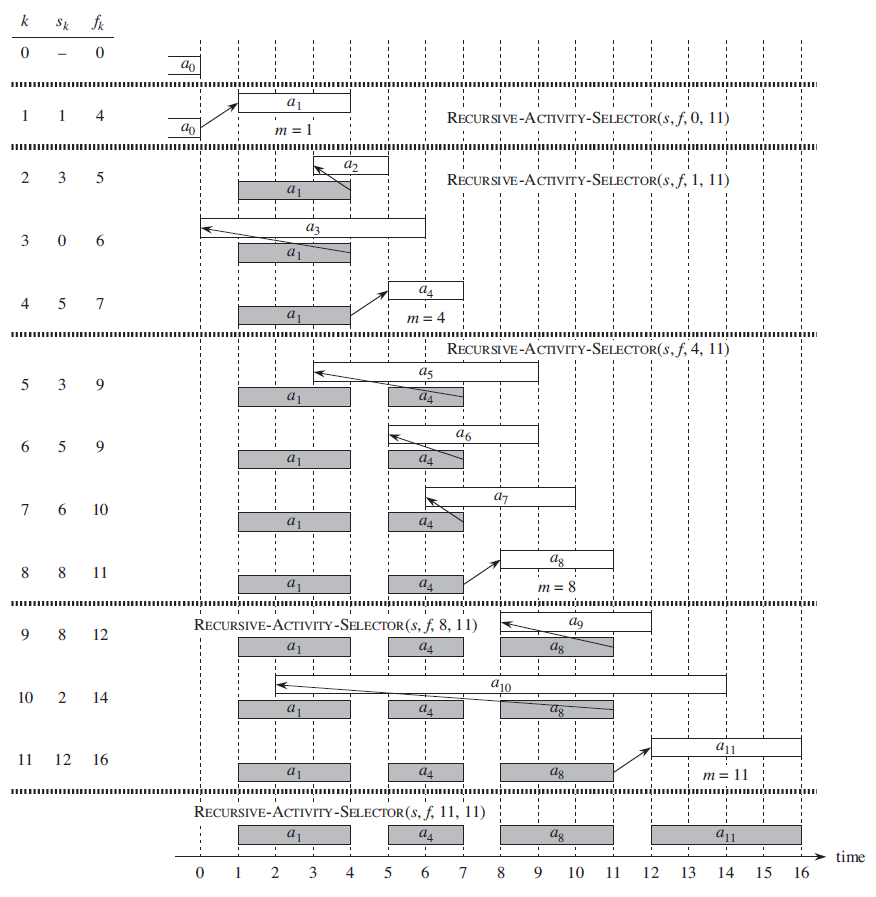 k s_k f_k
0 – 0
a_0
1 1 4
a_1
a_0
m = 1
RECURSIVE-ACTIVITY-SELECTOR(s, f, 0, 11)
2 3 5
a_2
a_1
RECURSIVE-ACTIVITY-SELECTOR(s, f, 1, 11)
3 0 6
a_3
a_1
4 5 7
a_4
a_1
m = 4
RECURSIVE-ACTIVITY-SELECTOR(s, f, 4, 11)
5 3 9
a_5
a_1 a_4
6 5 9
a_6
a_1 a_4
7 6 10
a_7
a_1 a_4
8 8 11
a_8
a_1 a_4
m = 8
RECURSIVE-ACTIVITY-SELECTOR(s, f, 8, 11)
9 8 12
a_9
a_1 a_4 a_8
10 2 14
a_10
a_1 a_4 a_8
11 12 16
a_11
a_1 a_4 a_8
m = 11
RECURSIVE-ACTIVITY-SELECTOR(s, f, 11, 11)
a_1 a_4 a_8 a_11
time
0 1 2 3 4 5 6 7 8 9 10 11 12 13 14 15 16